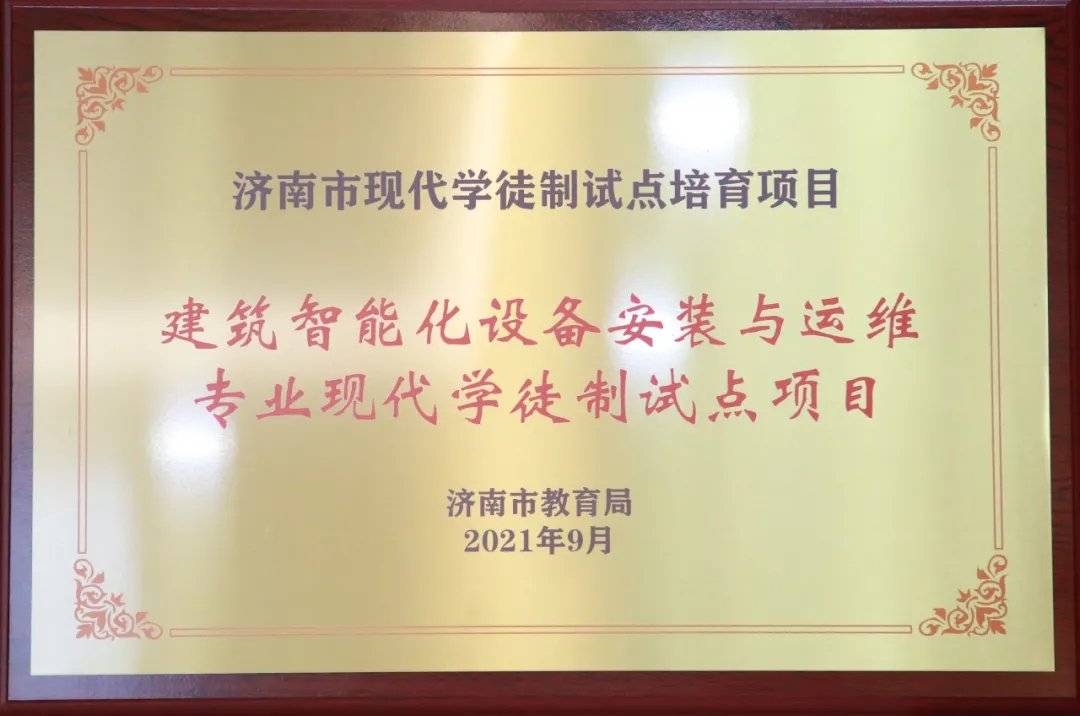 济南市现代学徒制试点培育项目
建筑智能化设备安装与运维
专业现代学徒制试点项目
济南市教育局
2021年9月